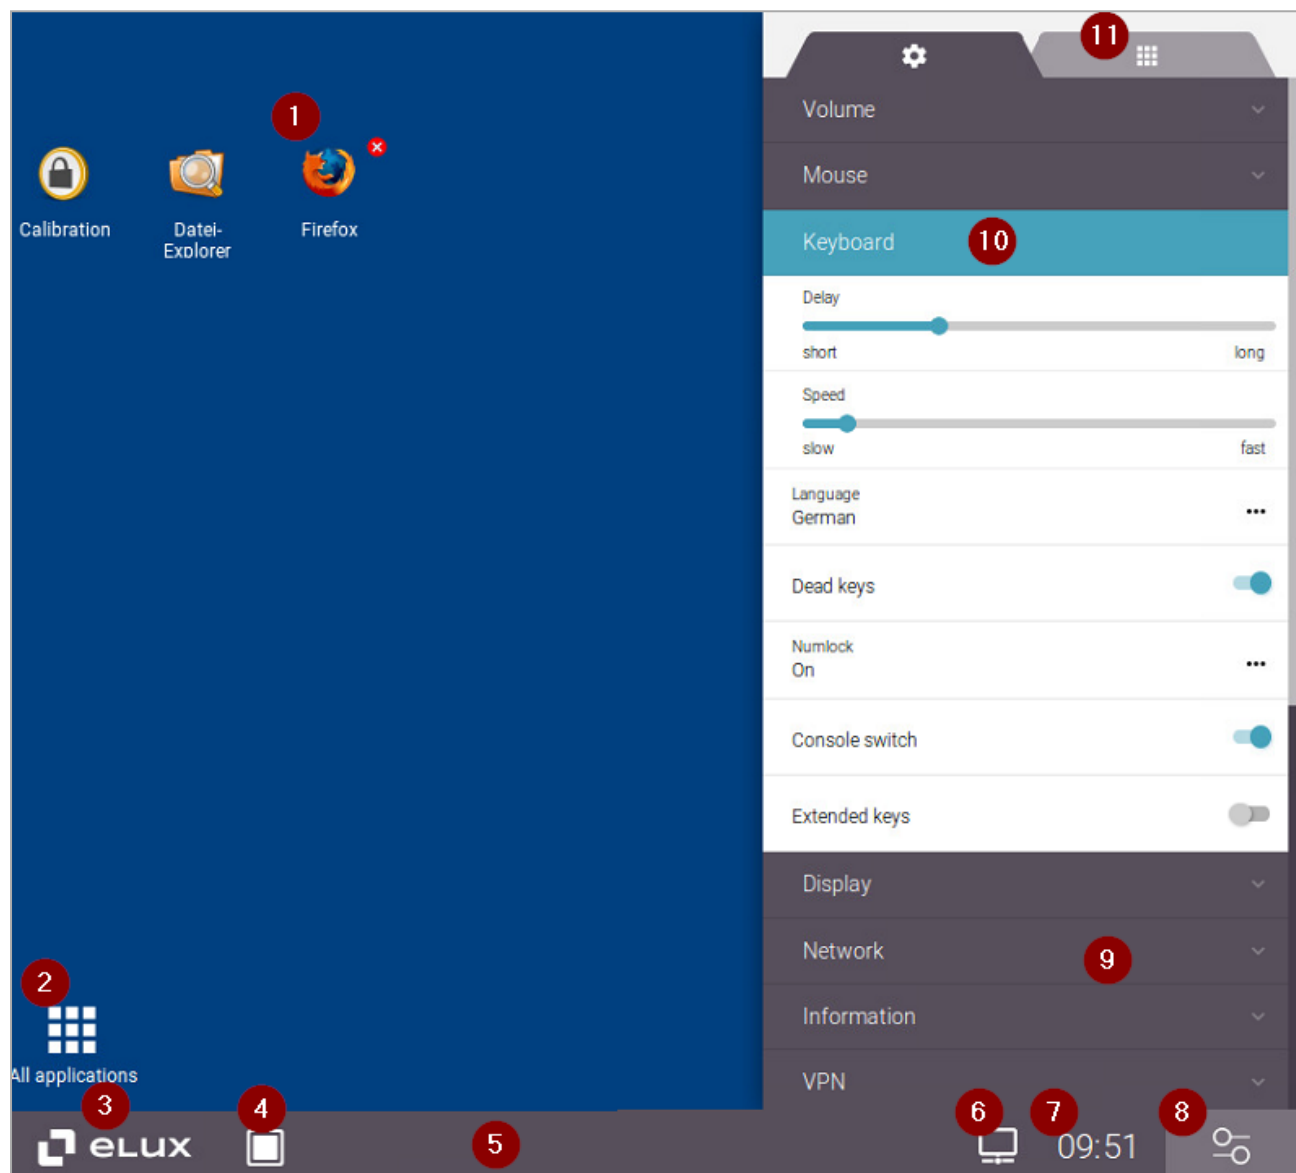 11
1
Volume
Mouse
Calibration
Datei-
Explorer
Firefox
Keyboard
10
Delay
short
long
Speed
slow
fast
Language
German
Dead keys
Numlock
On
Console switch
Extended keys
Display
Network
9
Information
2
All applications
VPN
3
4
5
6
7
8
eLux
09:51